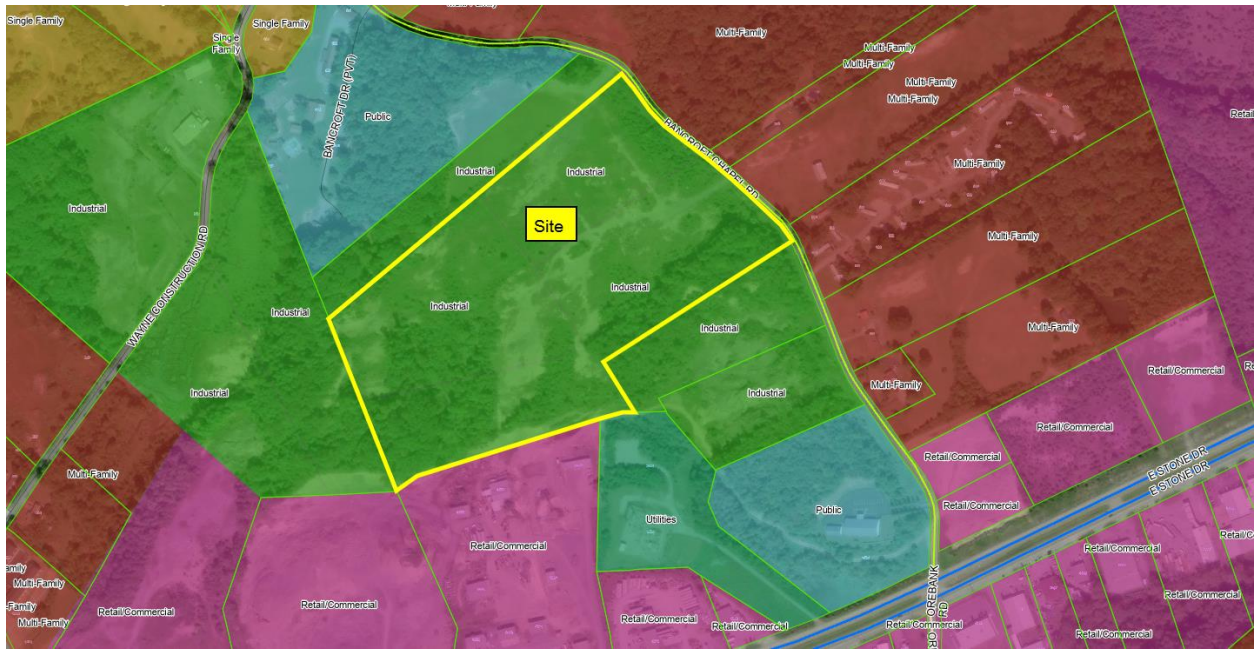 Multi-Family
Single Family
Single
Family
Single Family
Multi-Family
Multi-Family
Multi-Family
Multi-Family
BANCROFT DR (PVT)
Public
BANCROFT CHAPEL RD
Multi-Family
Industrial
Industrial
Industrial
Site
WAYNE CONSTRUCTION RD
Multi-Family
Industrial
Industrial
Industrial
Industrial
Multi-Family
Retail/Commercial
Multi-Family
Industrial
Industrial
Retail/Commercial
Retail/Commercial
E STONE DR
E STONE DR
Multi-Family
Retail/Commercial
Utilities
Public
Retail/Commercial
Retail/Commercial
Retail/Commercial
Multi-Family
Retail/Commercial
Retail/Commercial
Retail/Commercial
Multi-Family
Retail/Commercial
Retail/Commercial
Retail/Commercial
OREBANK
RD